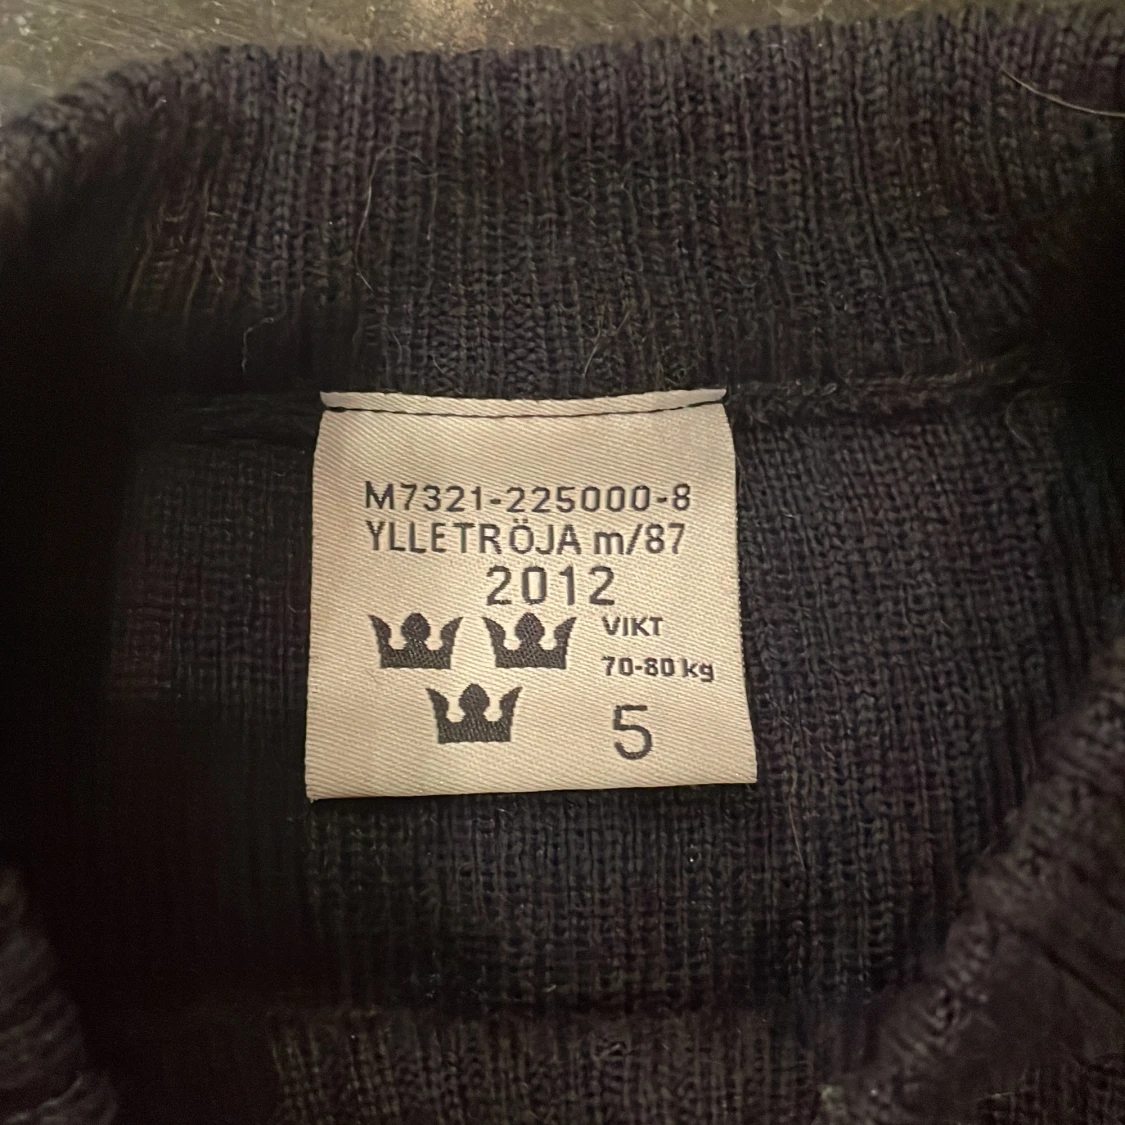 M7321-225000-8
YLLETRÖJA m/87
2012
VIKT
70-80 kg
5